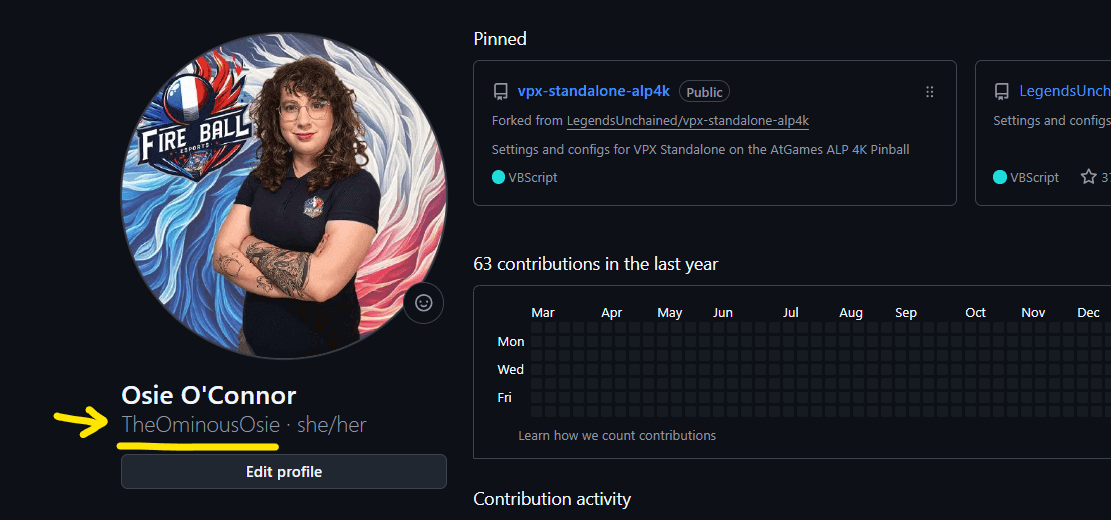 Pinned
vpx-standalone-alp4k Public
Forked from LegendsUnchained/vpx-standalone-alp4k
Settings and configs for VPX Standalone on the AtGames ALP 4K Pinball
VBScript
LegendsUnch
Settings and configs
VBScript 37
FIRE BALL
ESPORTS
FIRE BALL
63 contributions in the last year
Mar Apr May Jun Jul Aug Sep Oct Nov Dec
Mon
Wed
Fri
Learn how we count contributions
Osie O'Connor
TheOminousOsie · she/her
Edit profile
Contribution activity